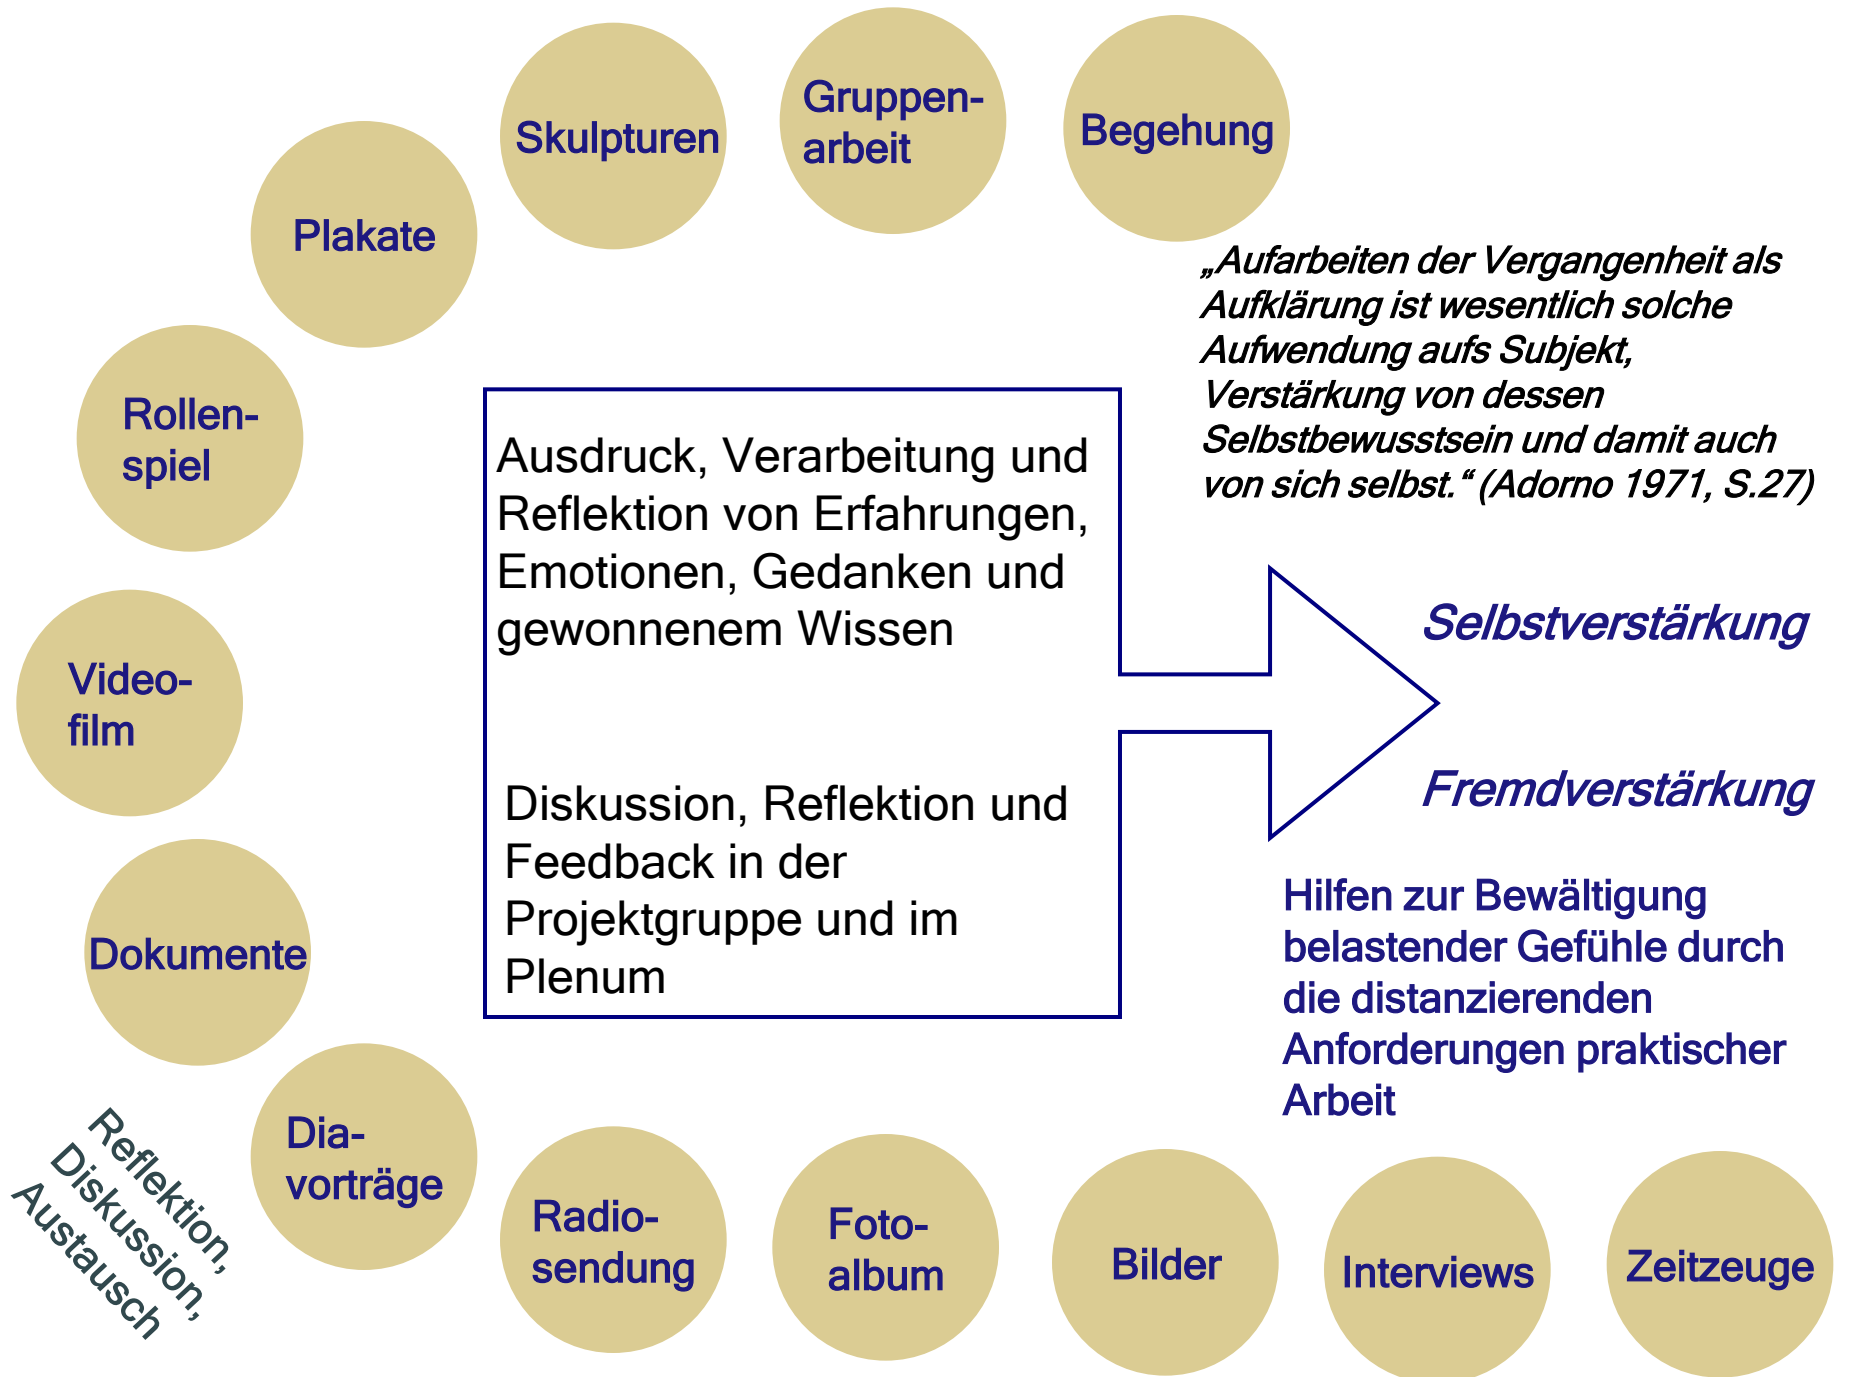 Skulpturen
Gruppen-
arbeit
Begehung
Plakate
„Aufarbeiten der Vergangenheit als
Aufklärung ist wesentlich solche
Aufwendung aufs Subjekt,
Verstärkung von dessen
Selbstbewusstsein und damit auch
von sich selbst.“ (Adorno 1971, S.27)
Rollen-
spiel
Ausdruck, Verarbeitung und
Reflektion von Erfahrungen,
Emotionen, Gedanken und
gewonnenem Wissen
Selbstverstärkung
Video-
film
Fremdverstärkung
Diskussion, Reflektion und
Feedback in der
Projektgruppe und im
Plenum
Hilfen zur Bewältigung
belastender Gefühle durch
die distanzierenden
Anforderungen praktischer
Arbeit
Dokumente
Reflektion,
Diskussion,
Austausch
Dia-
vorträge
Radio-
sendung
Foto-
album
Bilder
Interviews
Zeitzeuge